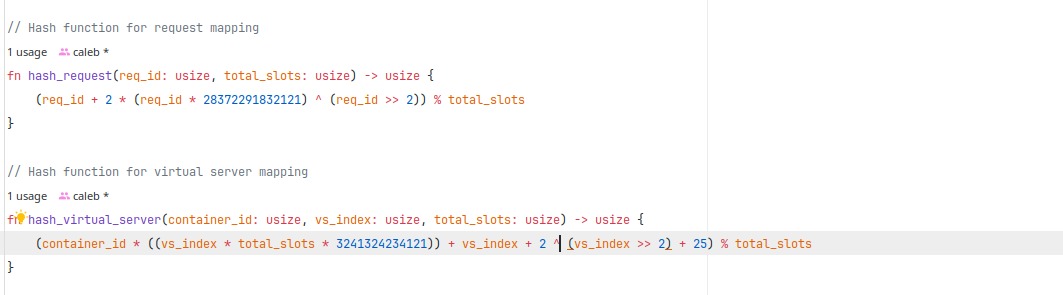 // Hash function for request mapping
1 usage caleb *
fn hash_request(req_id: usize, total_slots: usize) -> usize {
(req_id + 2 * (req_id * 28372291832121) ^ (req_id >> 2)) % total_slots
}
// Hash function for virtual server mapping
1 usage caleb *
fn hash_virtual_server(container_id: usize, vs_index: usize, total_slots: usize) -> usize {
(container_id * ((vs_index * total_slots * 3241324234121)) + vs_index + 2 ^ (vs_index >> 2) + 25) % total_slots
}